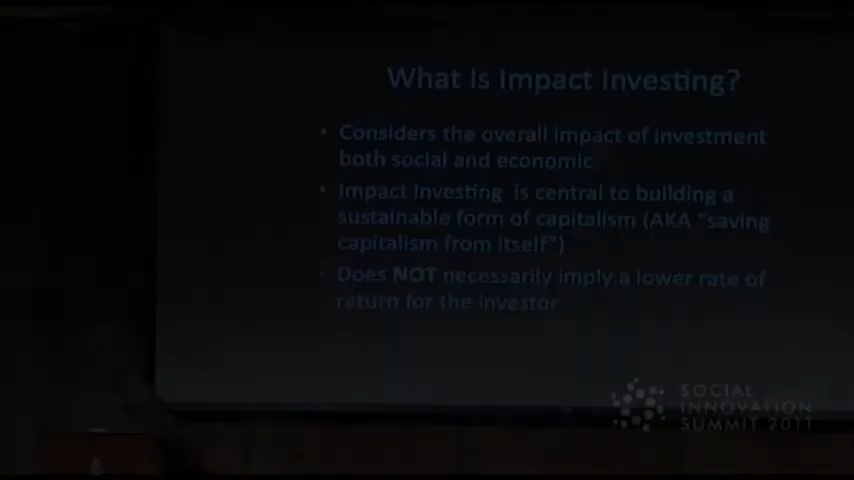 What Is Impact Investing?
• Considers the overall impact of investment
both social and economic
• Impact Investing is central to building a
sustainable form of capitalism (AKA "saving
capitalism from itself")
• Does NOT necessarily imply a lower rate of
return for the investor
SOCIAL
INNOVATION
SUMMIT 2011